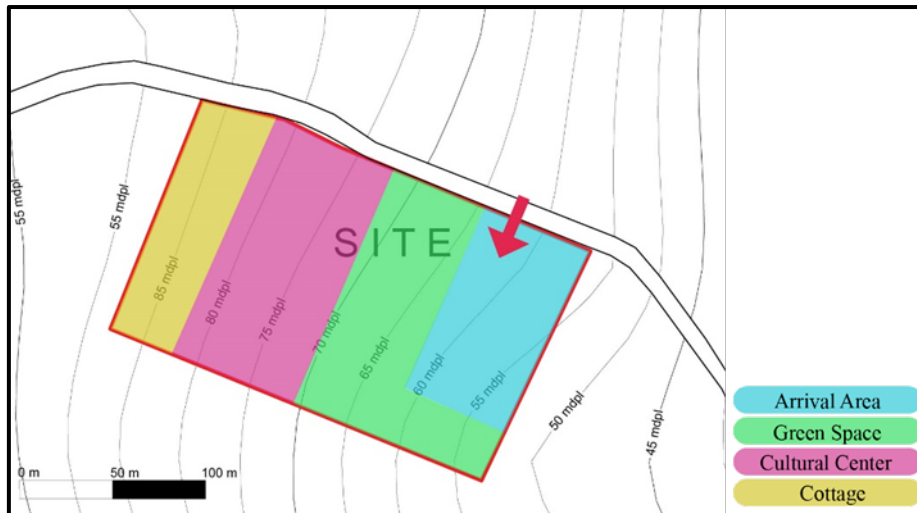 55 mdpl
55 mdpl
85 mdpl
80 mdpl
75 mdpl
70 mdpl
65 mdpl
60 mdpl
55 mdpl
50 mdpl
45 mdpl
SITE
0 m
50 m
100 m
Arrival Area
Green Space
Cultural Center
Cottage